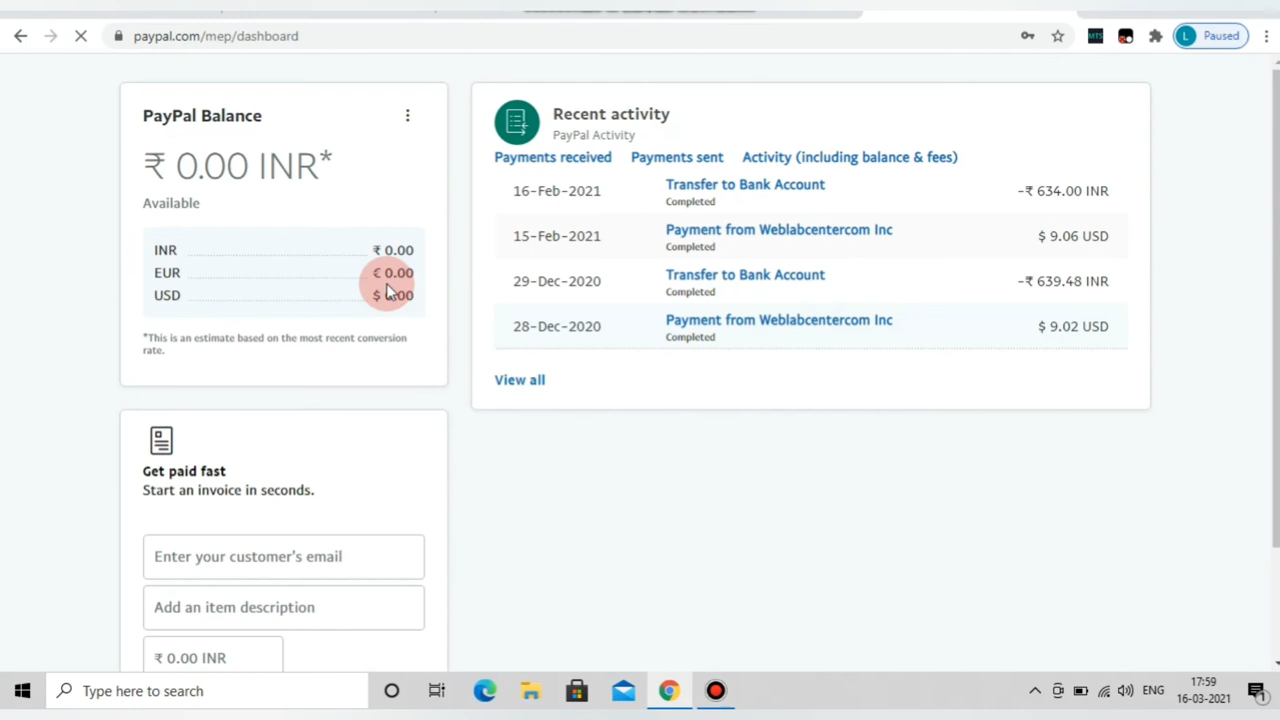 paypal.com/mep/dashboard
MTS
L Paused
PayPal Balance
₹ 0.00 INR*
Available
INR ₹ 0.00
EUR € 0.00
USD $ 0.00
*This is an estimate based on the most recent conversion
rate.
Recent activity
PayPal Activity
Payments received Payments sent Activity (including balance & fees)
16-Feb-2021 Transfer to Bank Account -₹ 634.00 INR
Completed
15-Feb-2021 Payment from Weblabcentercom Inc $ 9.06 USD
Completed
29-Dec-2020 Transfer to Bank Account -₹ 639.48 INR
Completed
28-Dec-2020 Payment from Weblabcentercom Inc $ 9.02 USD
Completed
View all
Get paid fast
Start an invoice in seconds.
Enter your customer's email
Add an item description
₹ 0.00 INR
Type here to search
ENG
17:59
16-03-2021
1